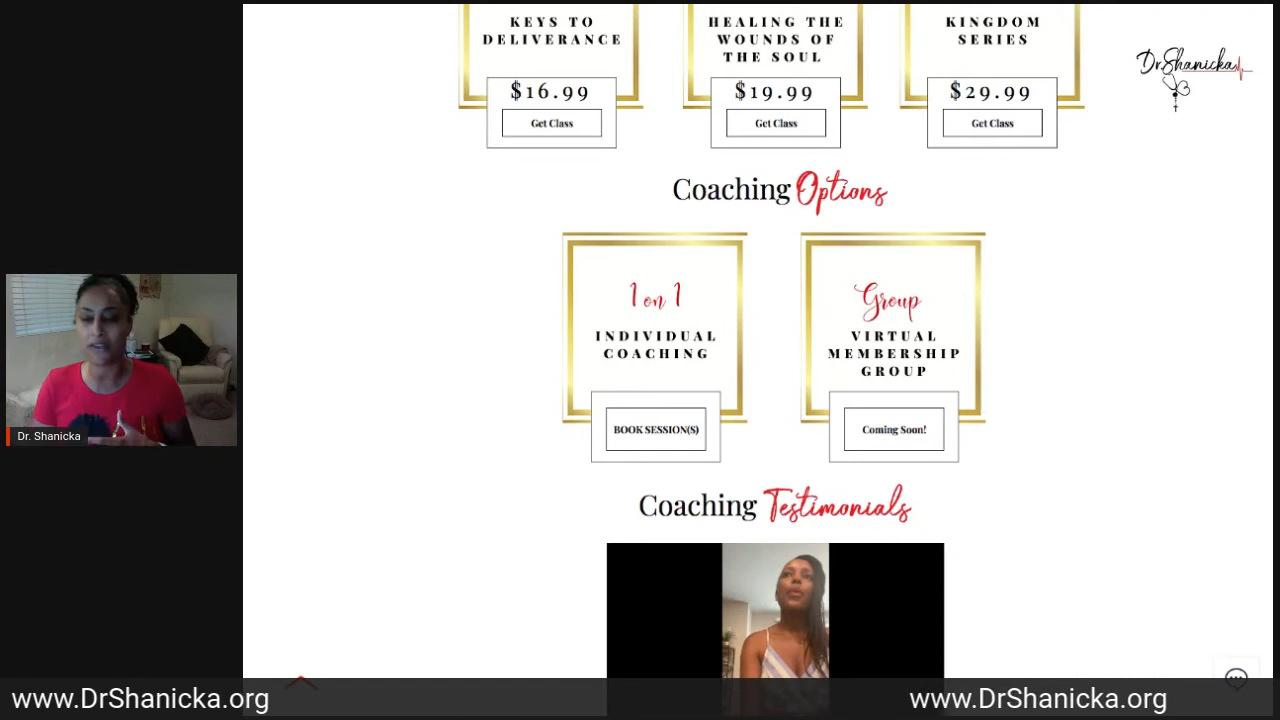 KEYS TO
DELIVERANCE
$16.99
Get Class
HEALING THE
WOUNDS OF
THE SOUL
$19.99
Get Class
KINGDOM
SERIES
$29.99
Get Class
Dr.Shanicka
Coaching Options
1 on 1
INDIVIDUAL
COACHING
BOOK SESSION(S)
Group
VIRTUAL
MEMBERSHIP
GROUP
Coming Soon!
Dr. Shanicka
Coaching Testimonials
www.DrShanicka.org
www.DrShanicka.org